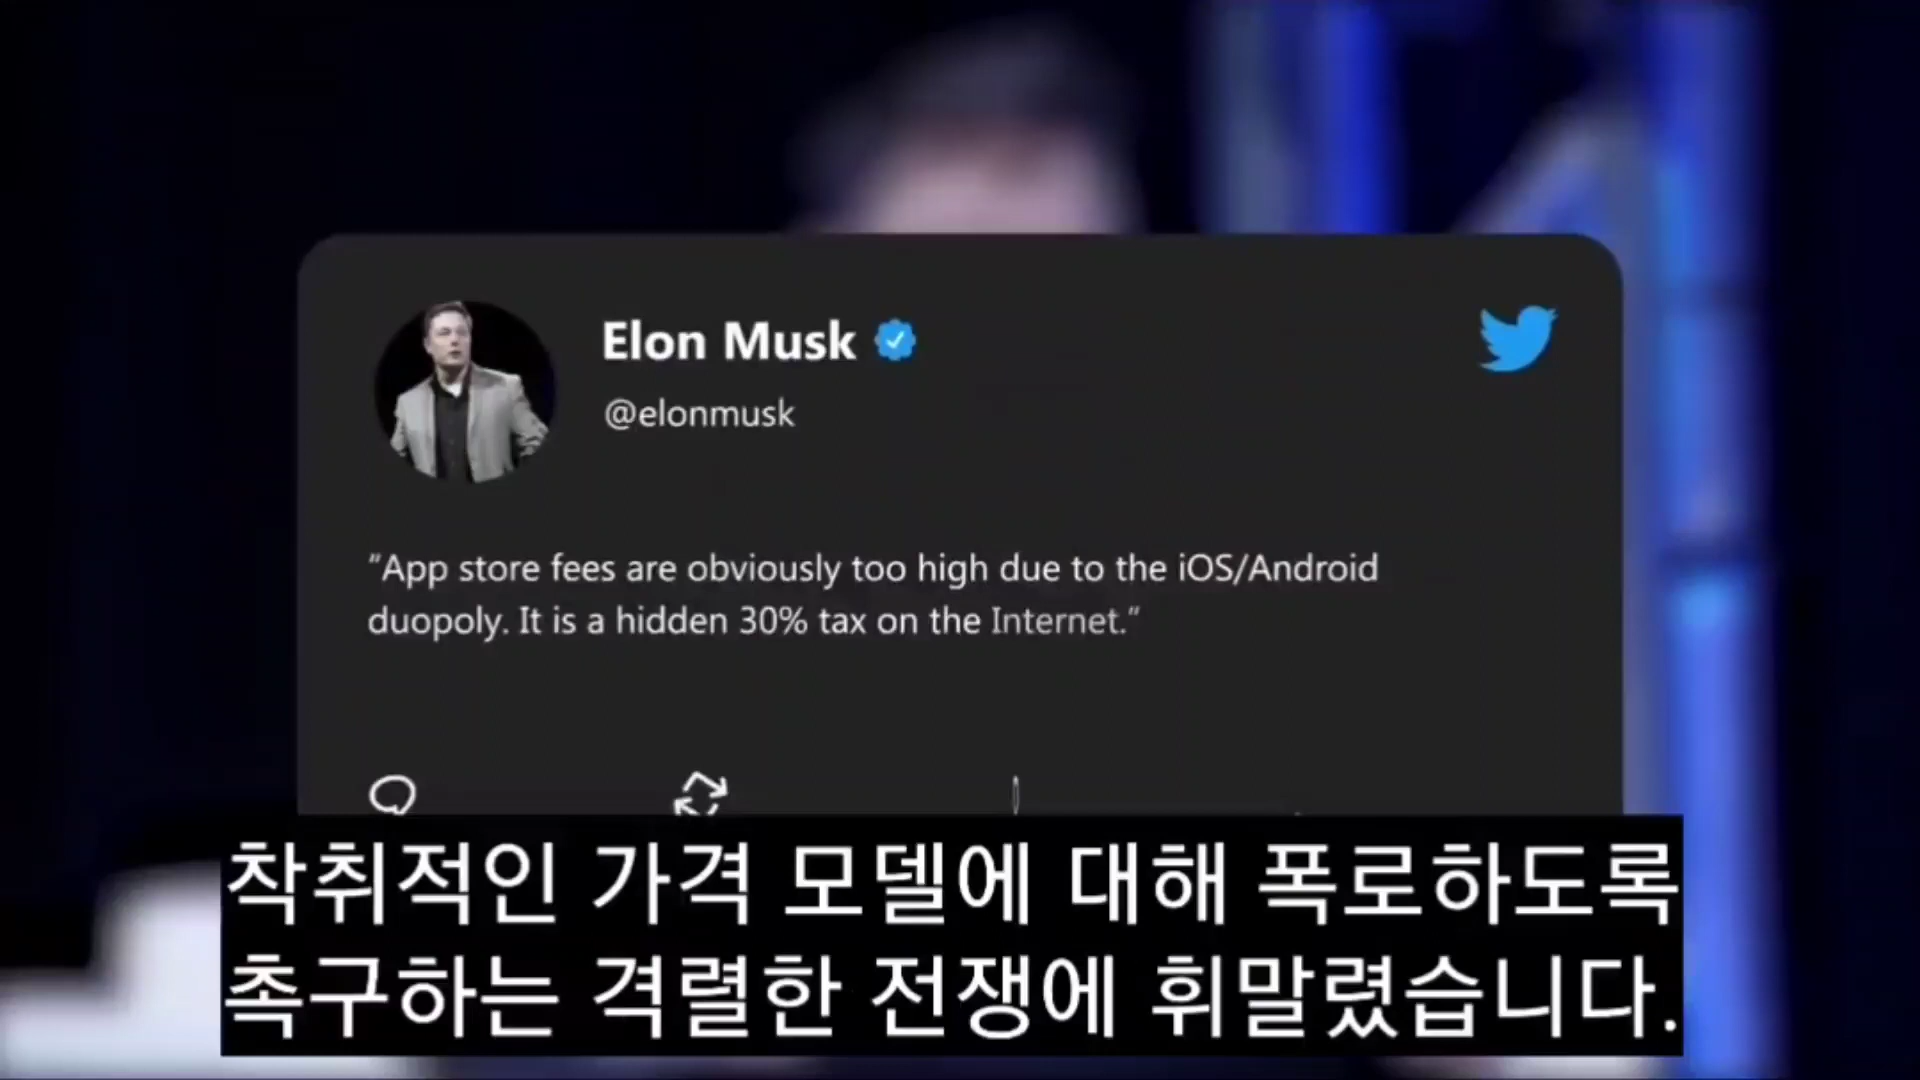 Elon Musk
@elonmusk
“App store fees are obviously too high due to the iOS/Android
duopoly. It is a hidden 30% tax on the Internet.”
착취적인 가격 모델에 대해 폭로하도록
촉구하는 격렬한 전쟁에 휘말렸습니다.